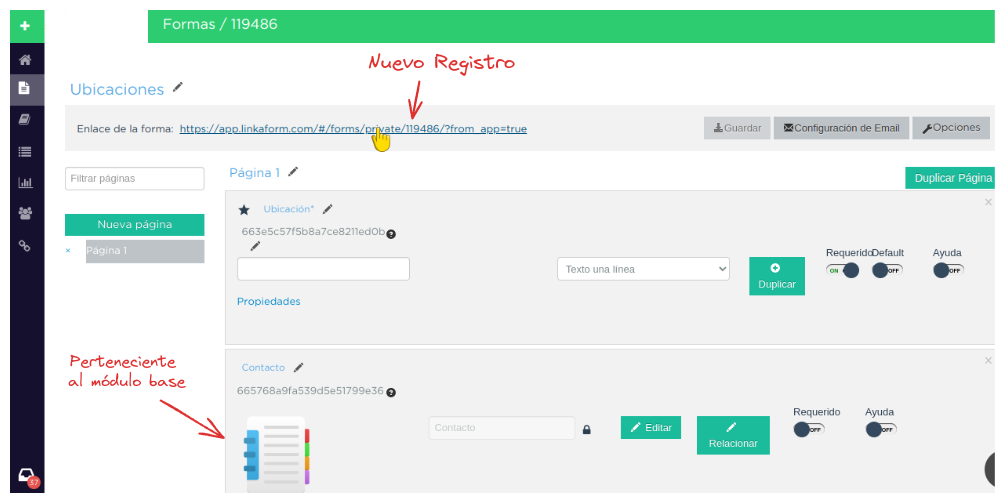 Formas / 119486
Nuevo Registro
Ubicaciones
Enlace de la forma: https://app.linkaform.com/#/forms/private/119486/?from_app=true
Guardar
Configuración de Email
Opciones
Filtrar páginas
Página 1
Duplicar Página
Nueva página
× Página 1
×
Ubicación*
663e5c57f5b8a7ce8211ed0b
Requerido Default Ayuda
ON OFF OFF
Texto una línea
Duplicar
Propiedades
Perteneciente
al módulo base
×
Contacto
665768a9fa539d5e51799e36
Requerido Ayuda
OFF OFF
Contacto
Editar
Relacionar
37